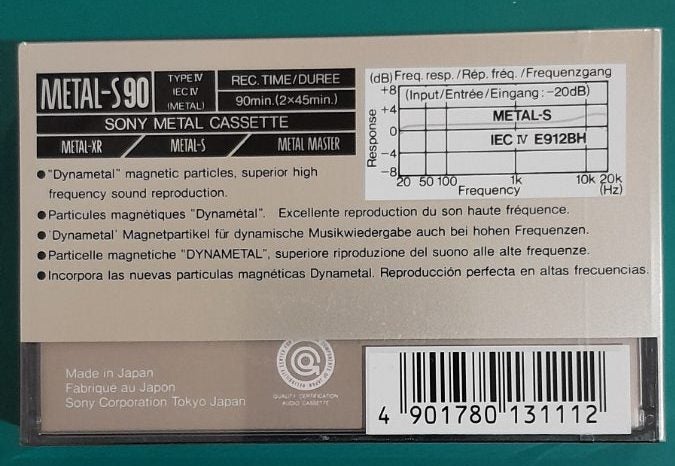 METAL-S 90
TYPE IV
IEC IV
(METAL)
REC. TIME/DUREE
90min. (2×45min.)
SONY METAL CASSETTE
METAL-XR / METAL-S / METAL MASTER
(dB) Freq. resp./Rép. fréq./Frequenzgang
(Input/Entrée/Eingang: -20dB)
Response
+8
+4
0
-4
-8
METAL-S
IEC IV E912BH
20 50 100 1k 10k 20k
Frequency (Hz)
● "Dynametal" magnetic particles, superior high
frequency sound reproduction.
● Particules magnétiques "Dynamétal". Excellente reproduction du son haute fréquence.
● 'Dynametal' Magnetpartikel für dynamische Musikwiedergabe auch bei hohen Frequenzen.
● Particelle magnetiche "DYNAMETAL", superiore riproduzione del suono alle alte frequenze.
● Incorpora las nuevas particulas magnéticas Dynametal. Reproducción perfecta en altas frecuencias.
Made in Japan
Fabriqué au Japon
Sony Corporation Tokyo Japan
QUALITY CERTIFICATION
AUDIO CASSETTE
4 901780 131112